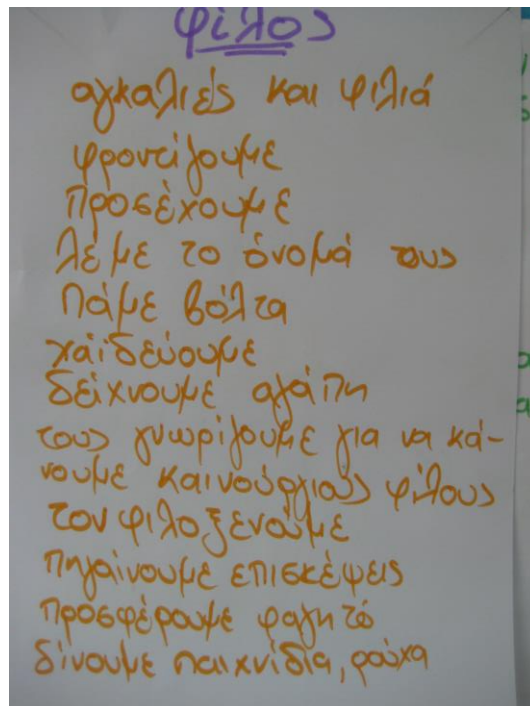 φίλος
αγκαλιές και φιλιά
φροντίζουμε
προσέχουμε
λέμε το όνομά τους
πάμε βόλτα
χαϊδεύουμε
δείχνουμε αγάπη
τους γνωρίζουμε για να κά-
νουμε καινούργιους φίλους
τον φιλοξενούμε
πηγαίνουμε επισκέψεις
προσφέρουμε φαγητό
δίνουμε παιχνίδια, ρούχα